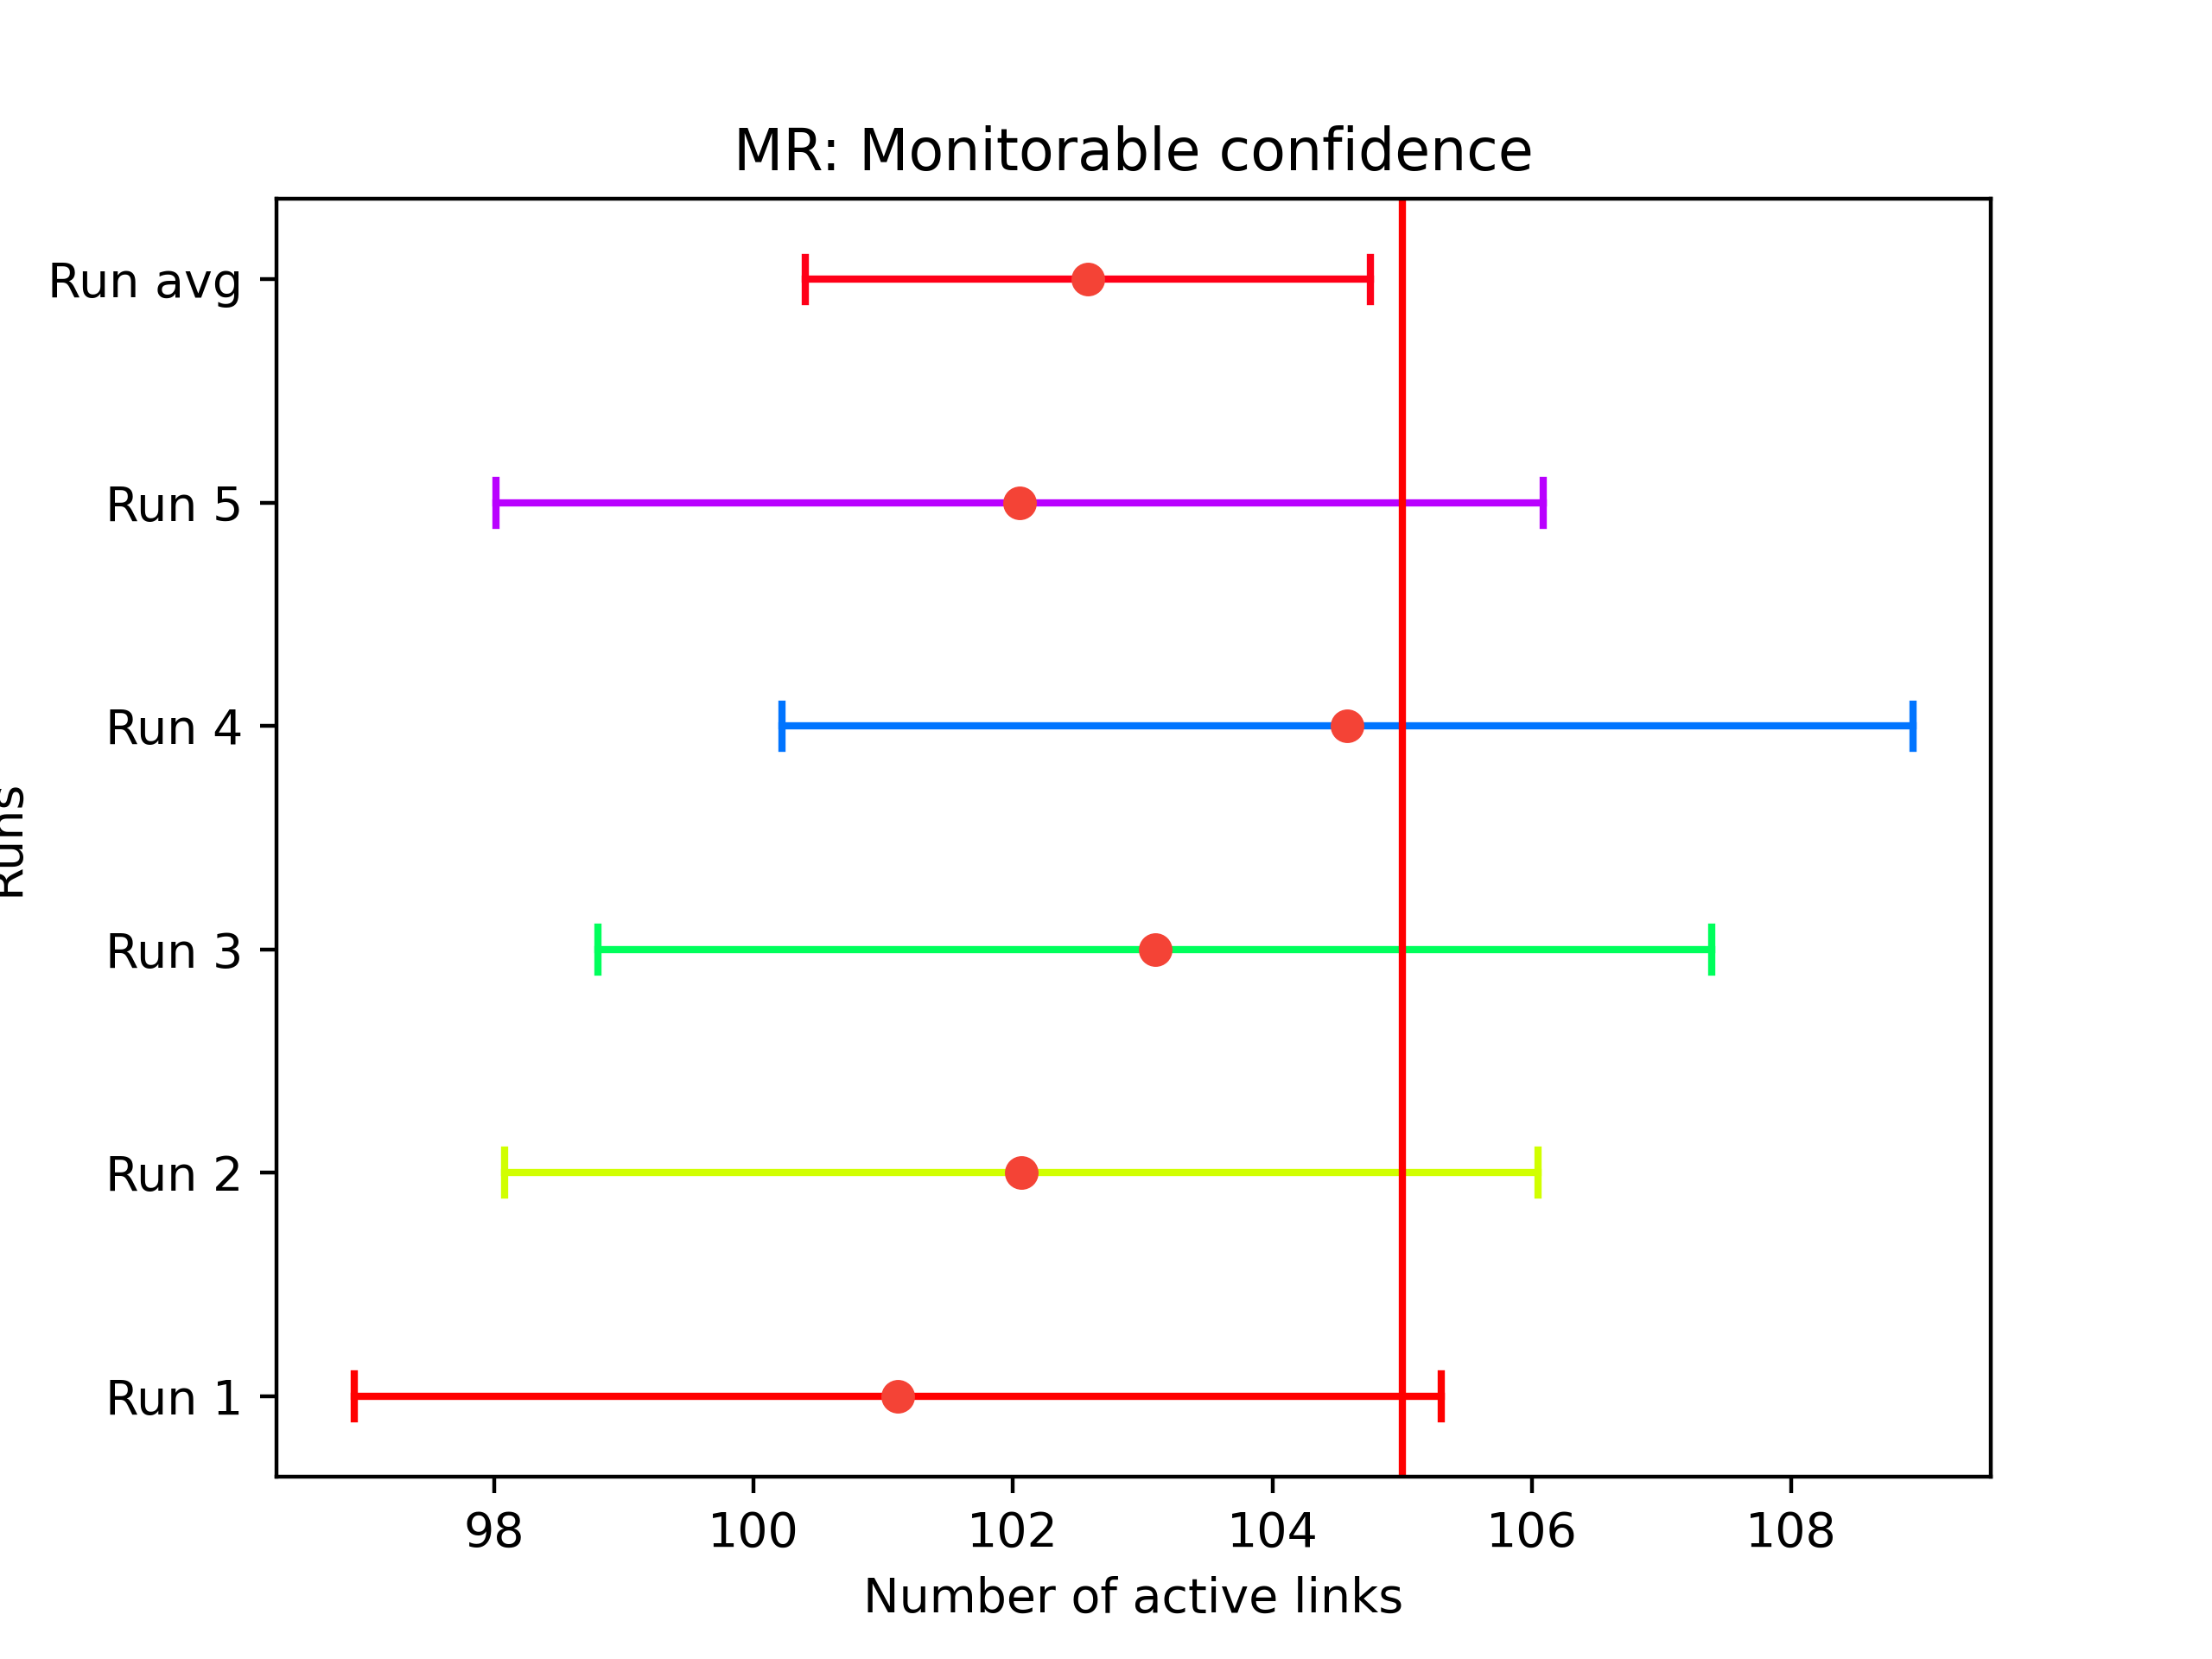 MR: Monitorable confidence
Run avg
Run 5
Run 4
Run 3
Run 2
Run 1
Runs
98 100 102 104 106 108
Number of active links